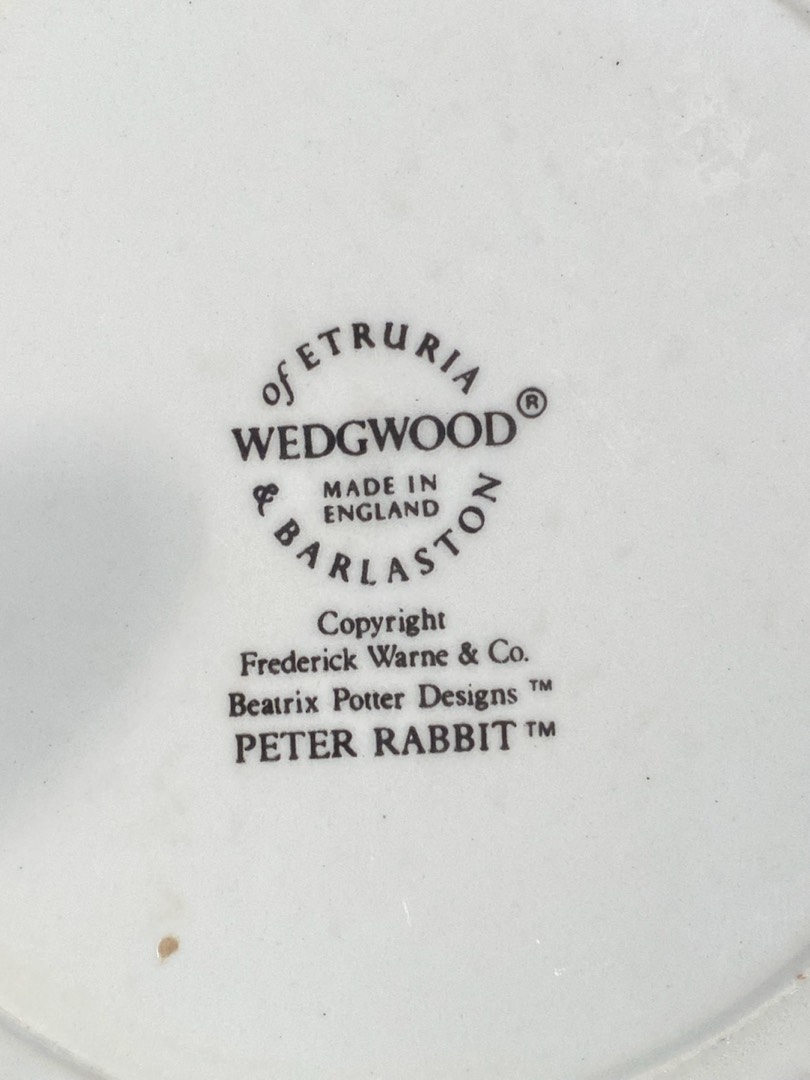 of ETRURIA
WEDGWOOD®
MADE IN
ENGLAND
& BARLASTON
Copyright
Frederick Warne & Co.
Beatrix Potter Designs ™
PETER RABBIT ™